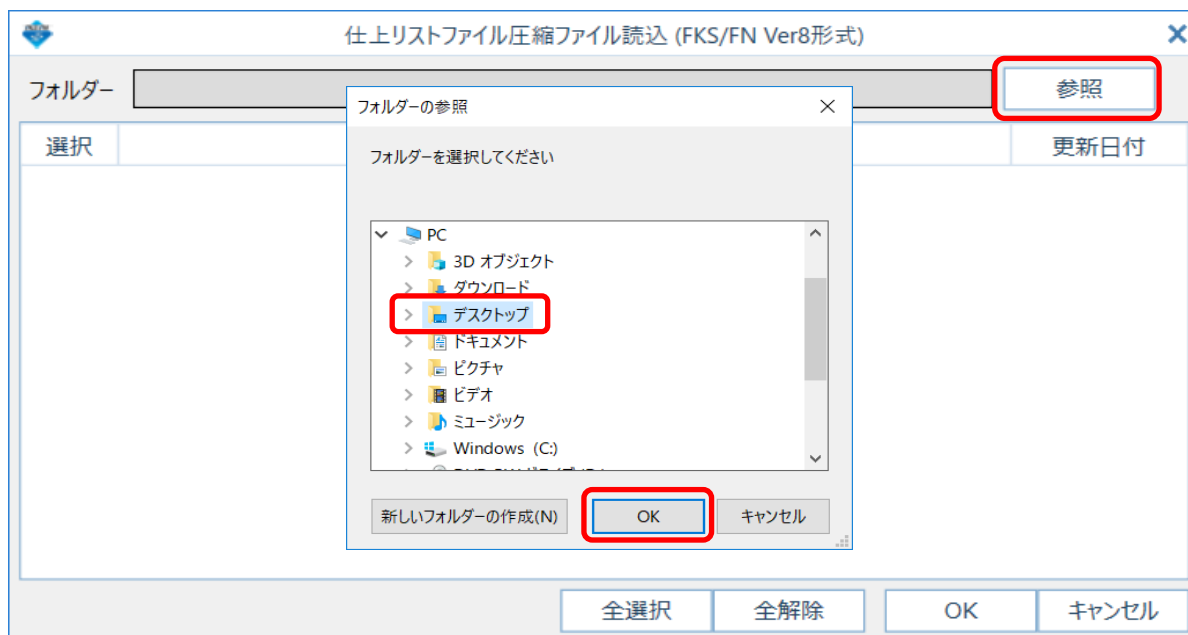 仕上リストファイル圧縮ファイル読込 (FKS/FN Ver8形式)
フォルダー
参照
選択
更新日付
フォルダーの参照
フォルダーを選択してください
PC
3D オブジェクト
ダウンロード
デスクトップ
ドキュメント
ピクチャ
ビデオ
ミュージック
Windows (C:)
新しいフォルダーの作成(N)
OK
キャンセル
全選択
全解除
OK
キャンセル